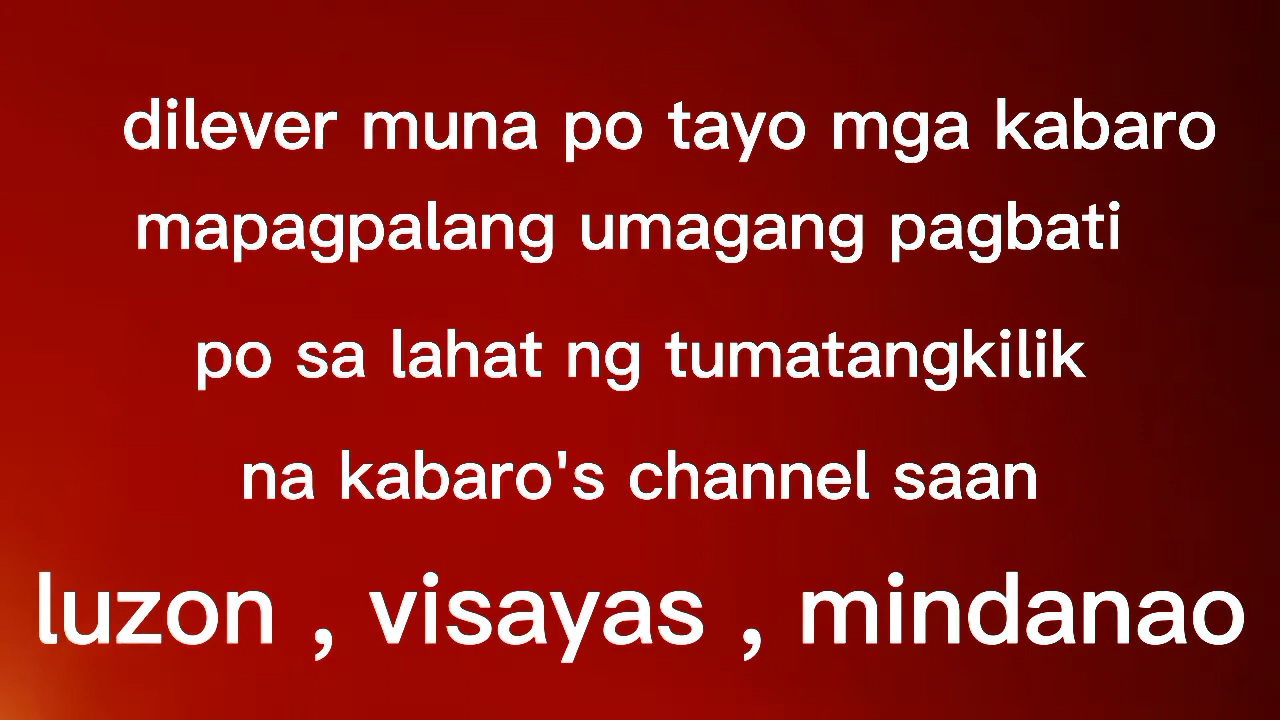 dilever muna po tayo mga kabaro
mapagpalang umagang pagbati
po sa lahat ng tumatangkilik
na kabaro's channel saan
luzon , visayas , mindanao